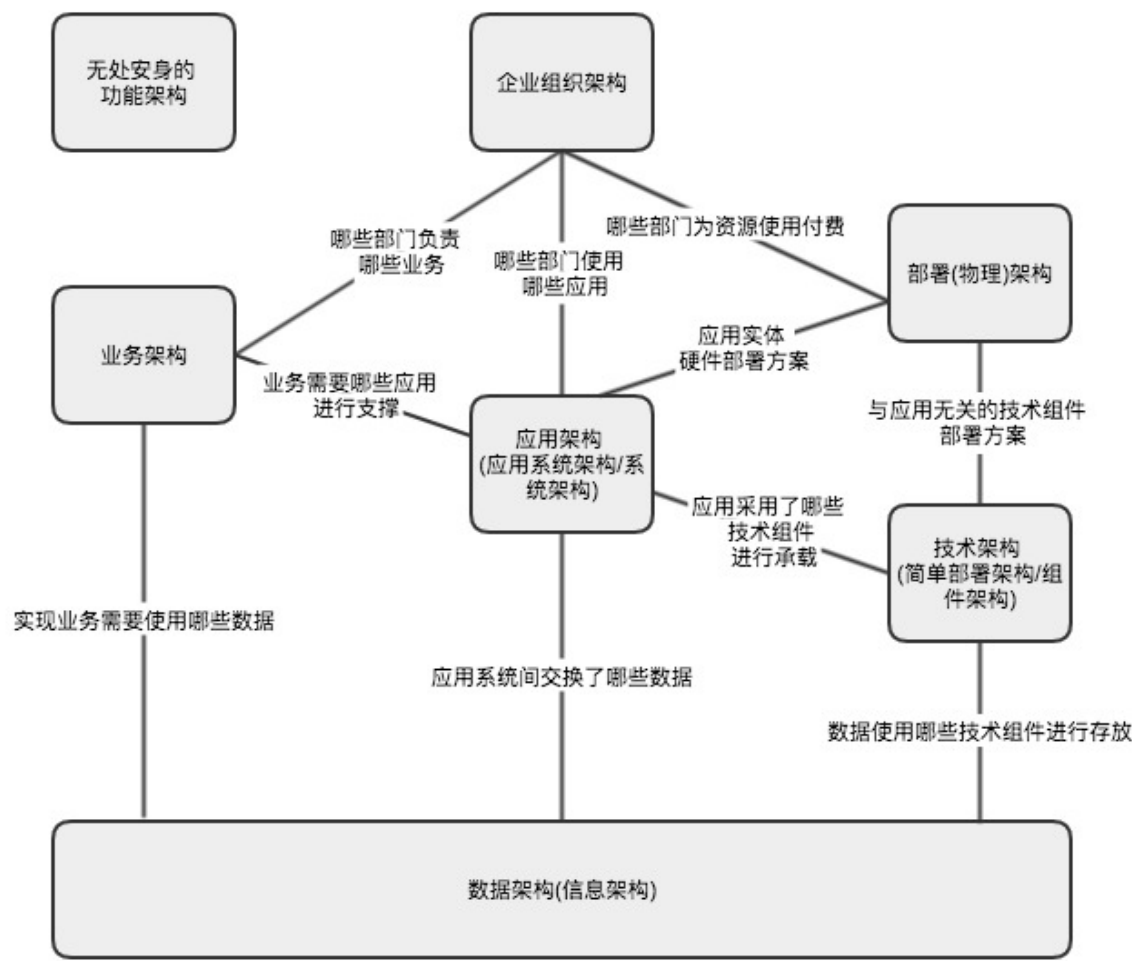 无处安身的
功能架构
企业组织架构
哪些部门负责
哪些业务
哪些部门使用
哪些应用
哪些部门为资源使用付费
部署(物理)架构
业务架构
业务需要哪些应用
进行支撑
应用实体
硬件部署方案
与应用无关的技术组件
部署方案
应用架构
(应用系统架构/系
统架构)
应用采用了哪些
技术组件
进行承载
技术架构
(简单部署架构/组
件架构)
实现业务需要使用哪些数据
应用系统间交换了哪些数据
数据使用哪些技术组件进行存放
数据架构(信息架构)